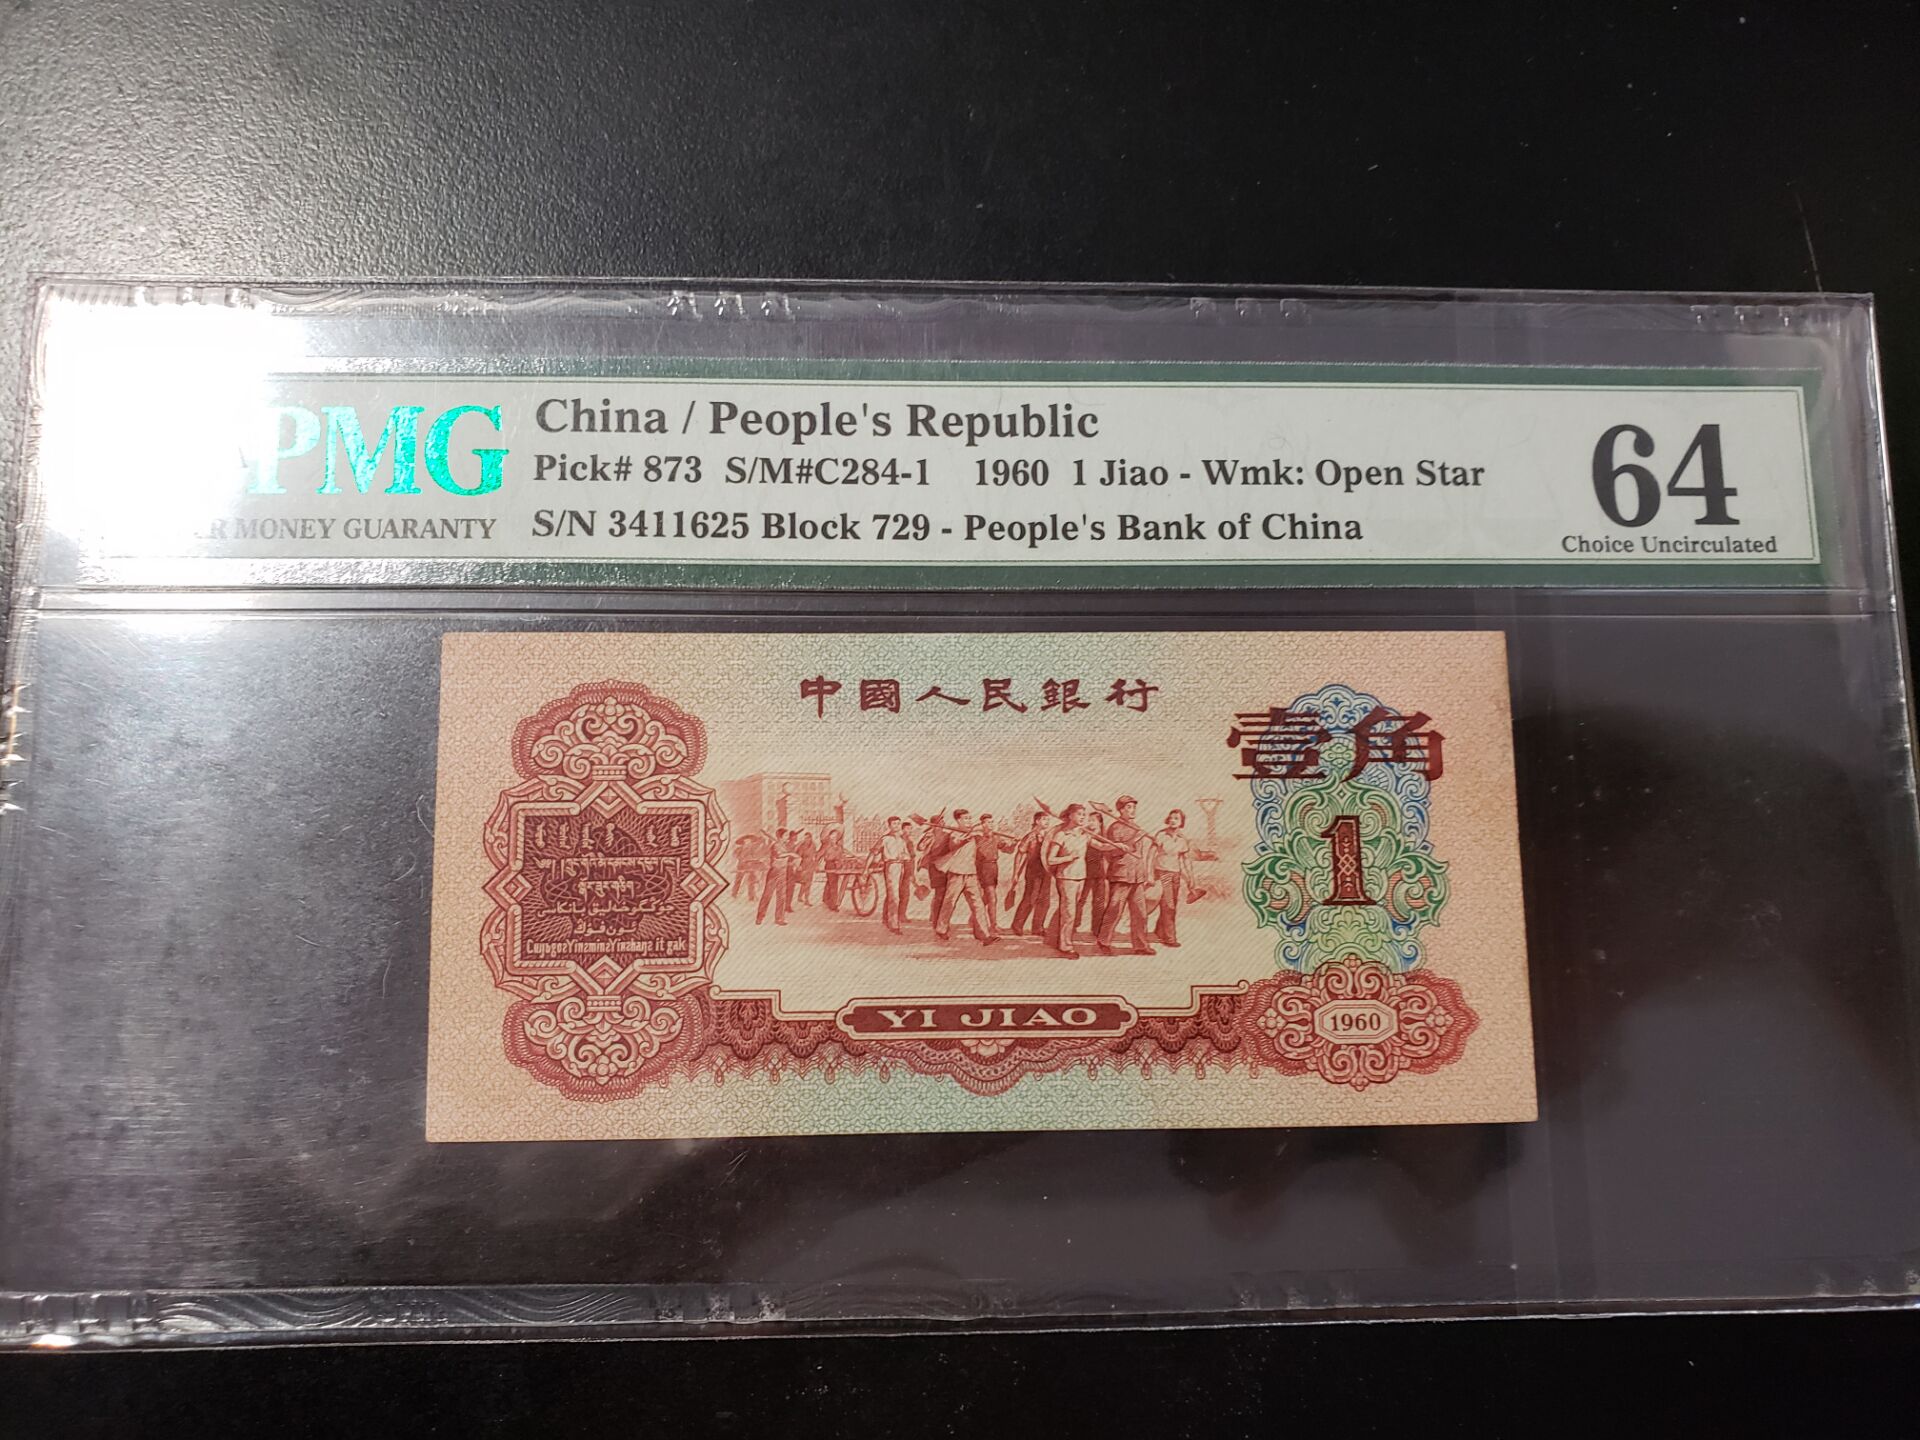 PMG
MONEY GUARANTY
China / People's Republic
Pick# 873 S/M#C284-1 1960 1 Jiao - Wmk: Open Star
S/N 3411625 Block 729 - People's Bank of China
64
Choice Uncirculated
中國人民銀行
壹角
1
YI JIAO
1960